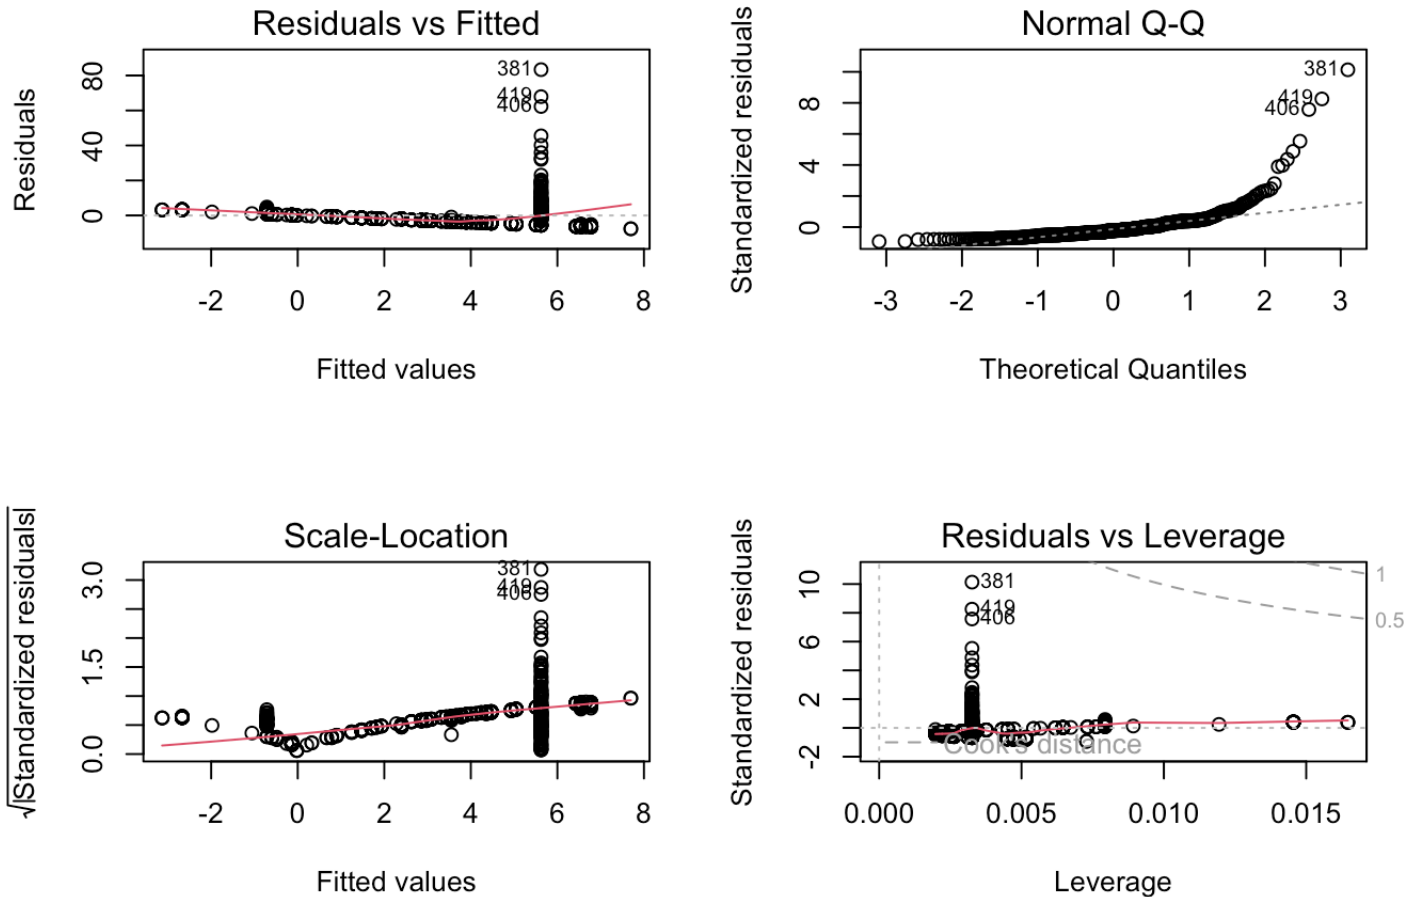 Residuals vs Fitted
Residuals
0 40 80
381
419
406
-2 0 2 4 6 8
Fitted values
Normal Q-Q
Standardized residuals
0 4 8
381
419
406
-3 -2 -1 0 1 2 3
Theoretical Quantiles
Scale-Location
√|Standardized residuals|
0.0 1.5 3.0
381
419
406
-2 0 2 4 6 8
Fitted values
Residuals vs Leverage
Standardized residuals
-2 2 6 10
381
419
406
1
0.5
Cook's distance
0.000 0.005 0.010 0.015
Leverage